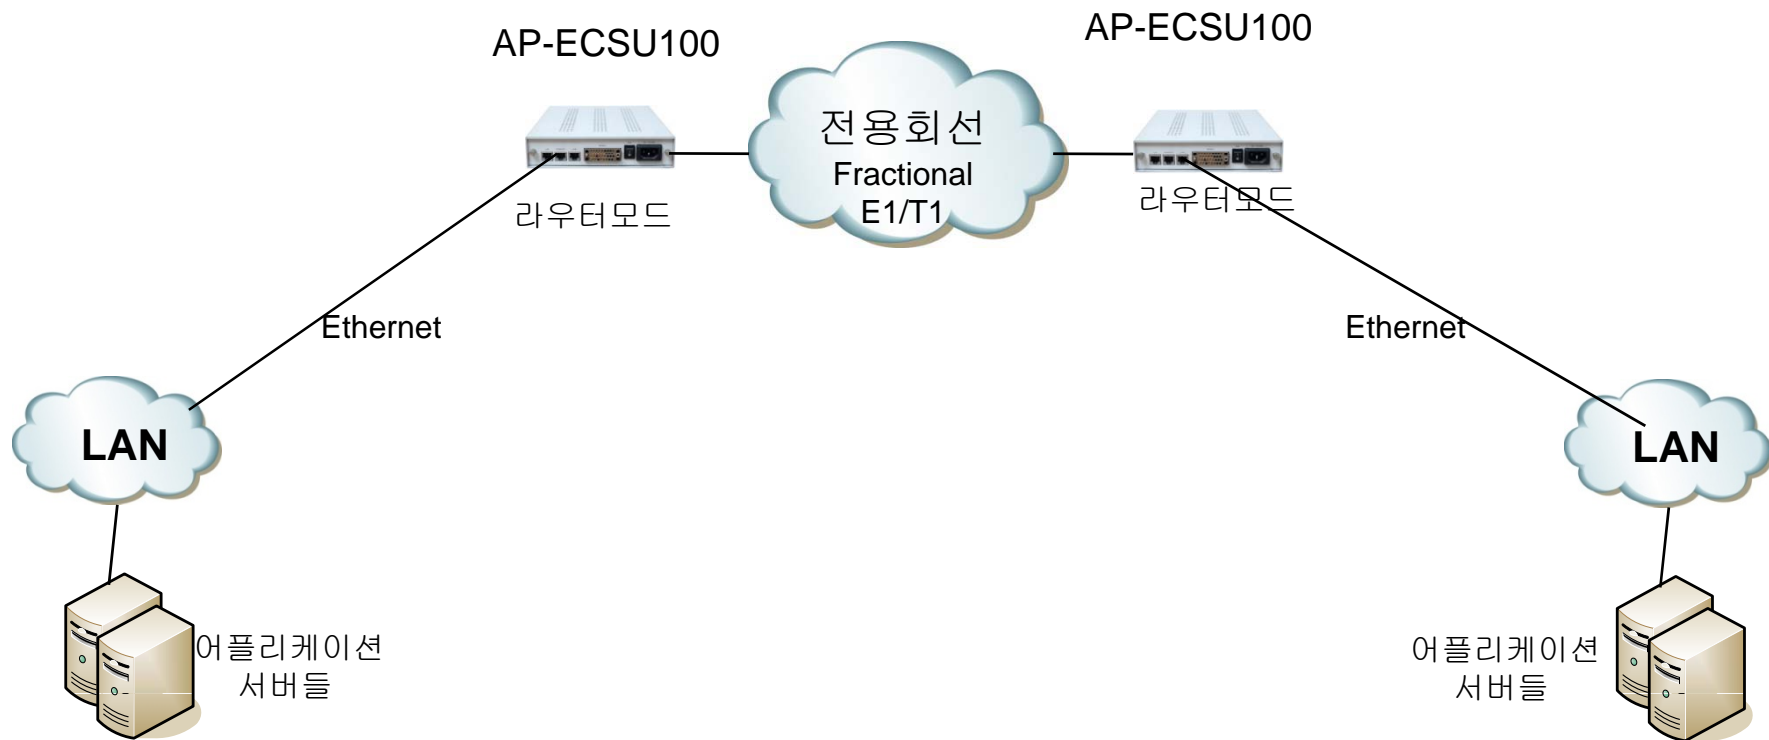 AP-ECSU100
AP-ECSU100
전용회선
Fractional
E1/T1
라우터모드
라우터모드
Ethernet
Ethernet
LAN
LAN
어플리케이션
서버들
어플리케이션
서버들